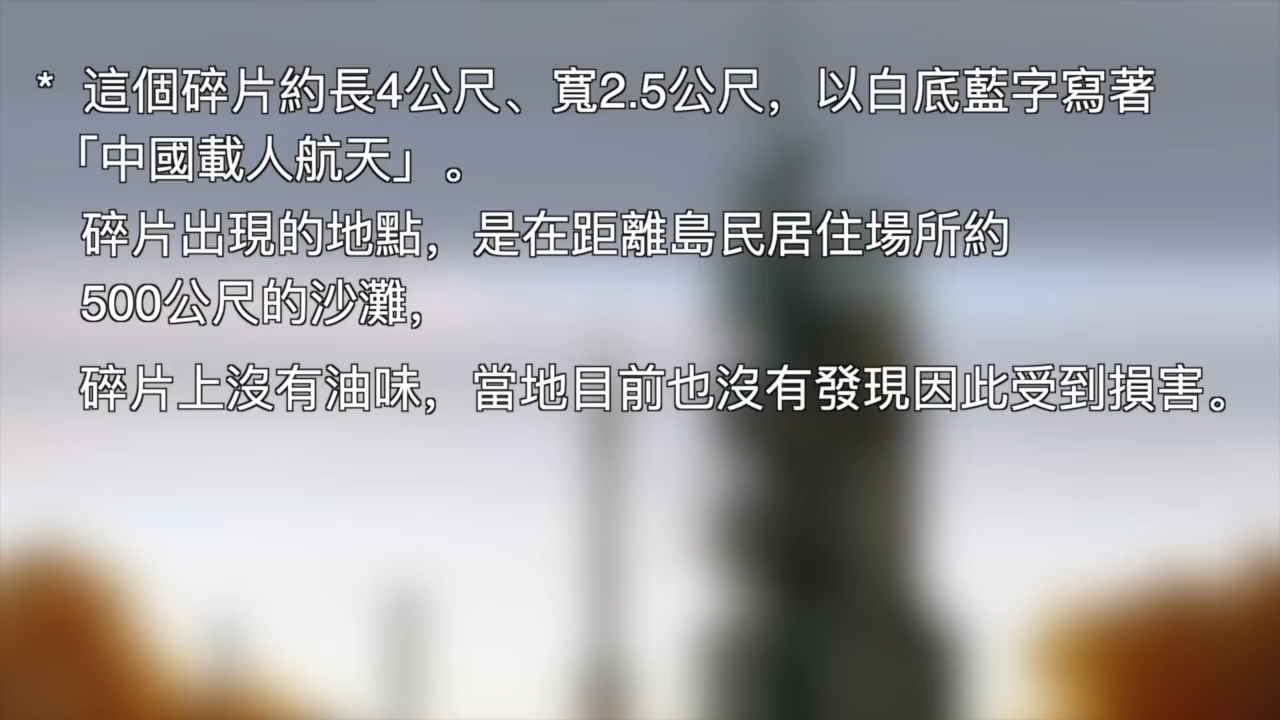 * 這個碎片約長4公尺、寬2.5公尺，以白底藍字寫著
「中國載人航天」。
碎片出現的地點，是在距離島民居住場所約
500公尺的沙灘，
碎片上沒有油味，當地目前也沒有發現因此受到損害。